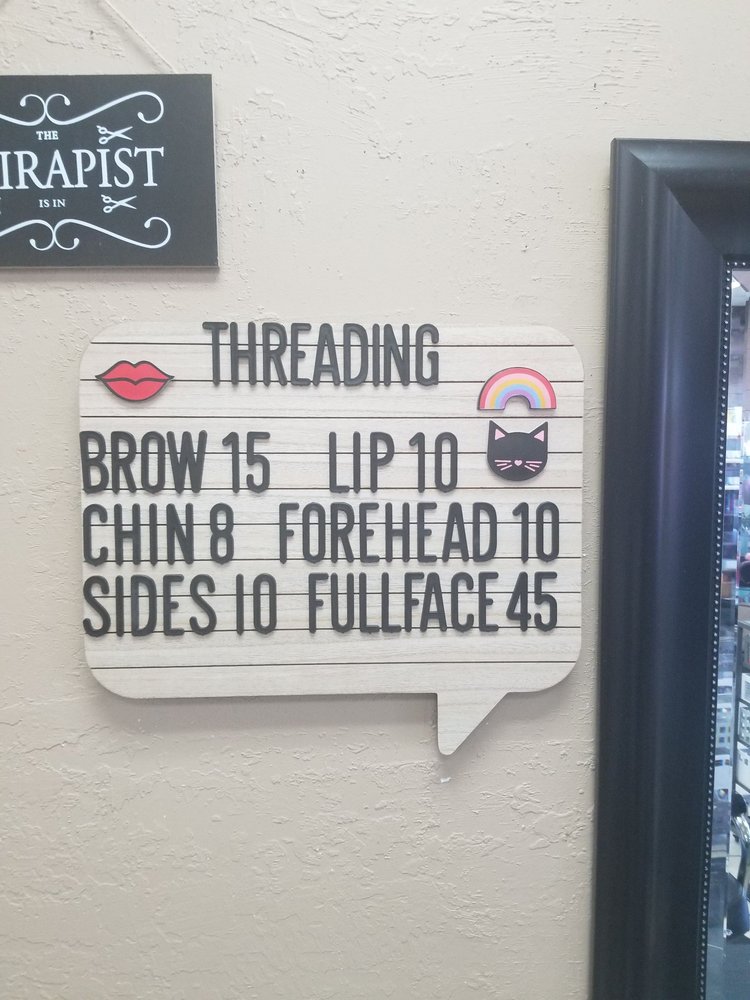 THE
IRAPIST
IS IN
THREADING
BROW 15 LIP 10
CHIN 8 FOREHEAD 10
SIDES 10 FULLFACE 45